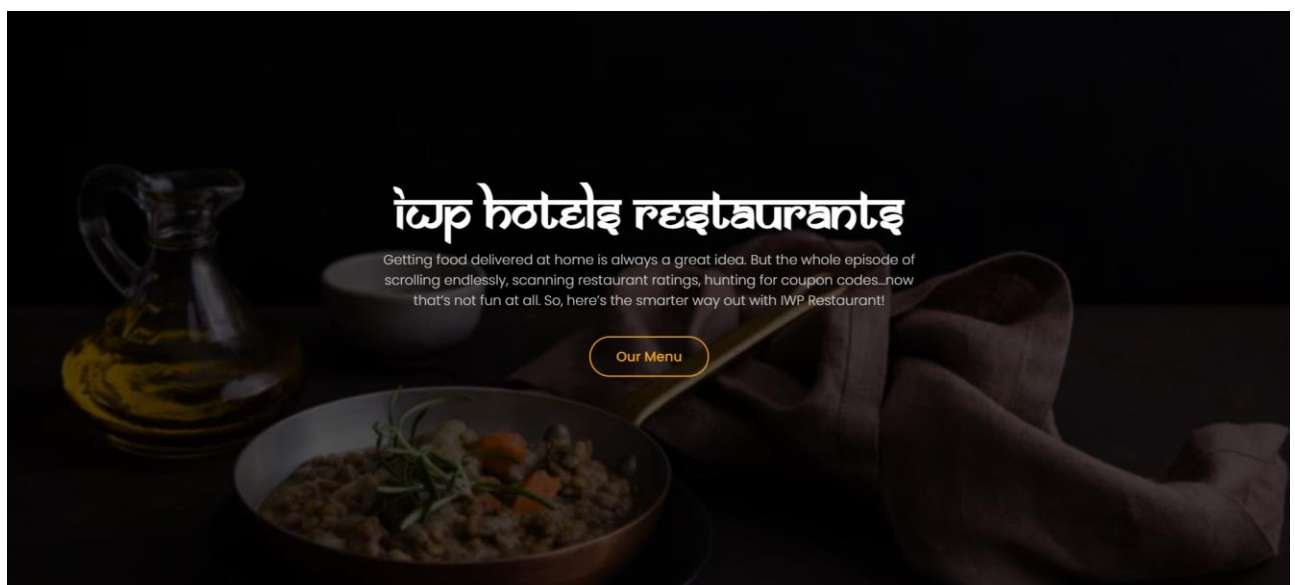 iwp hotels restaurants
Getting food delivered at home is always a great idea. But the whole episode of
scrolling endlessly, scanning restaurant ratings, hunting for coupon codes...now
that's not fun at all. So, here's the smarter way out with IWP Restaurant!
Our Menu